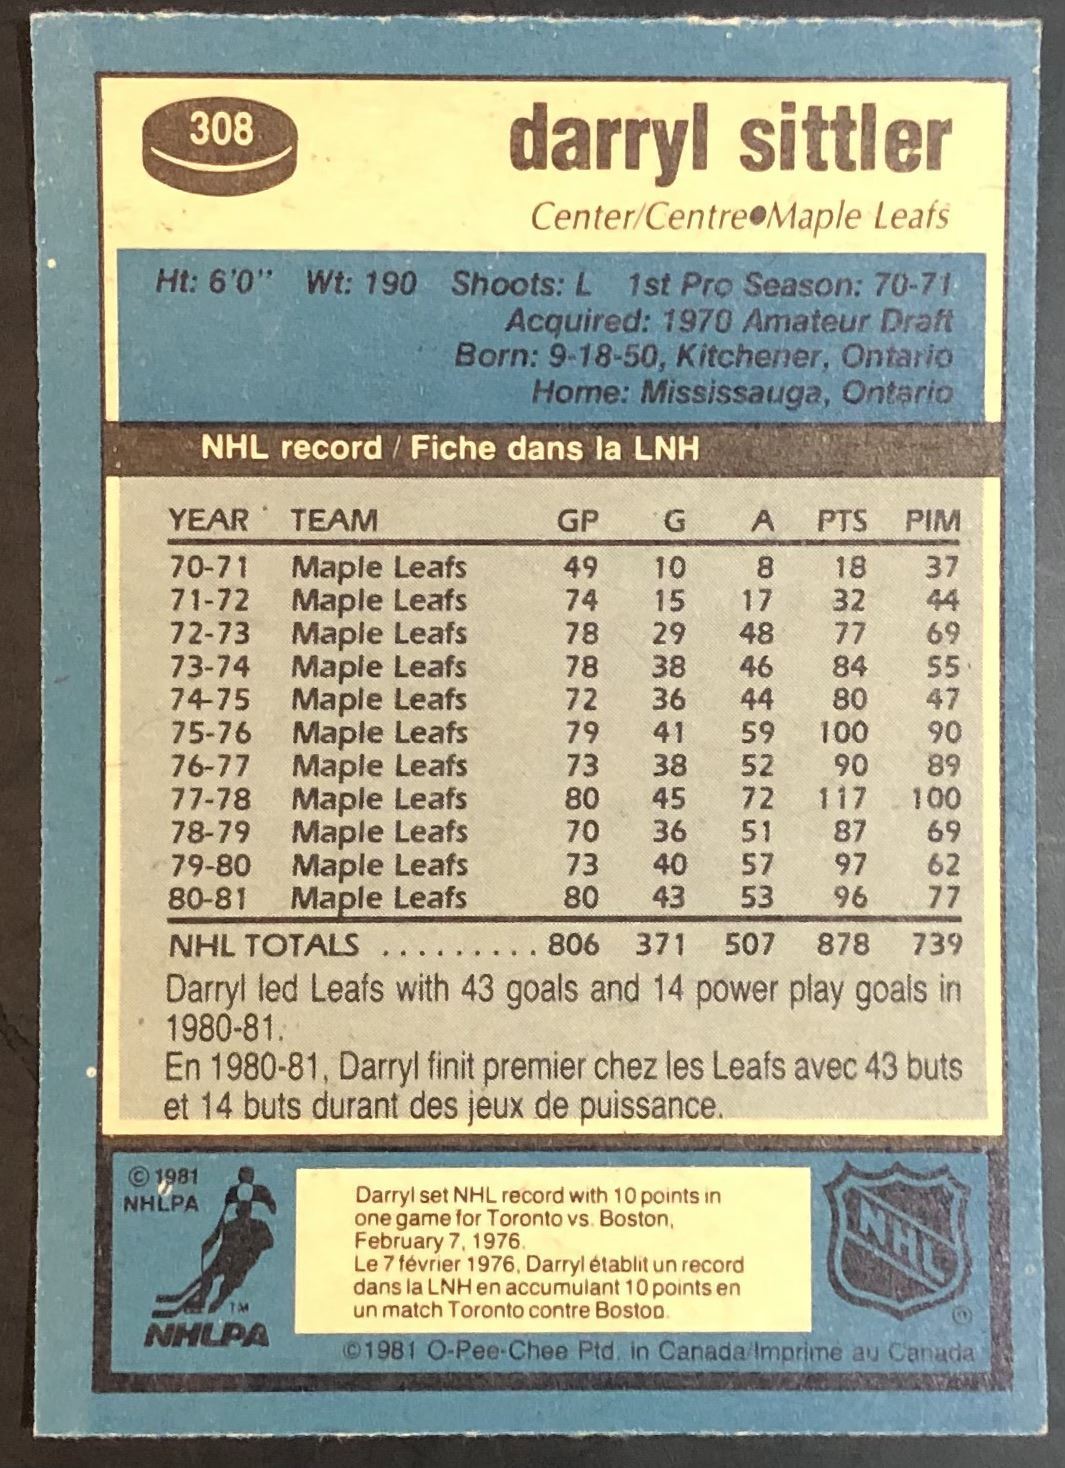 308
darryl sittler
Center/Centre●Maple Leafs
Ht: 6'0" Wt: 190 Shoots: L 1st Pro Season: 70-71
Acquired: 1970 Amateur Draft
Born: 9-18-50, Kitchener, Ontario
Home: Mississauga, Ontario
NHL record / Fiche dans la LNH
YEAR TEAM GP G A PTS PIM
70-71 Maple Leafs 49 10 8 18 37
71-72 Maple Leafs 74 15 17 32 44
72-73 Maple Leafs 78 29 48 77 69
73-74 Maple Leafs 78 38 46 84 55
74-75 Maple Leafs 72 36 44 80 47
75-76 Maple Leafs 79 41 59 100 90
76-77 Maple Leafs 73 38 52 90 89
77-78 Maple Leafs 80 45 72 117 100
78-79 Maple Leafs 70 36 51 87 69
79-80 Maple Leafs 73 40 57 97 62
80-81 Maple Leafs 80 43 53 96 77
NHL TOTALS ......... 806 371 507 878 739
Darryl led Leafs with 43 goals and 14 power play goals in
1980-81.
En 1980-81, Darryl finit premier chez les Leafs avec 43 buts
et 14 buts durant des jeux de puissance.
© 1981
NHLPA
TM
NHLPA
Darryl set NHL record with 10 points in
one game for Toronto vs. Boston,
February 7, 1976.
Le 7 février 1976, Darryl établit un record
dans la LNH en accumulant 10 points en
un match Toronto contre Boston.
NHL
®
©1981 O-Pee-Chee Ptd. in Canada/Imprime au Canada